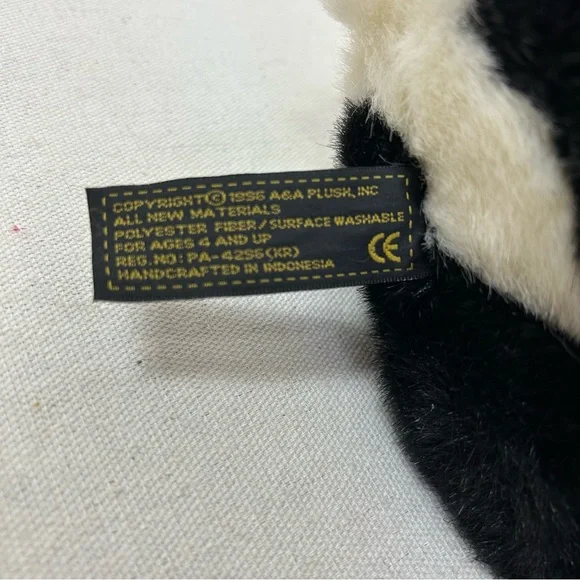 COPYRIGHT© 1996 A&A PLUSH, INC
ALL NEW MATERIALS
POLYESTER FIBER/SURFACE WASHABLE
FOR AGES 4 AND UP
REG.NO: PA-4296(KR)
HANDCRAFTED IN INDONESIA
CE